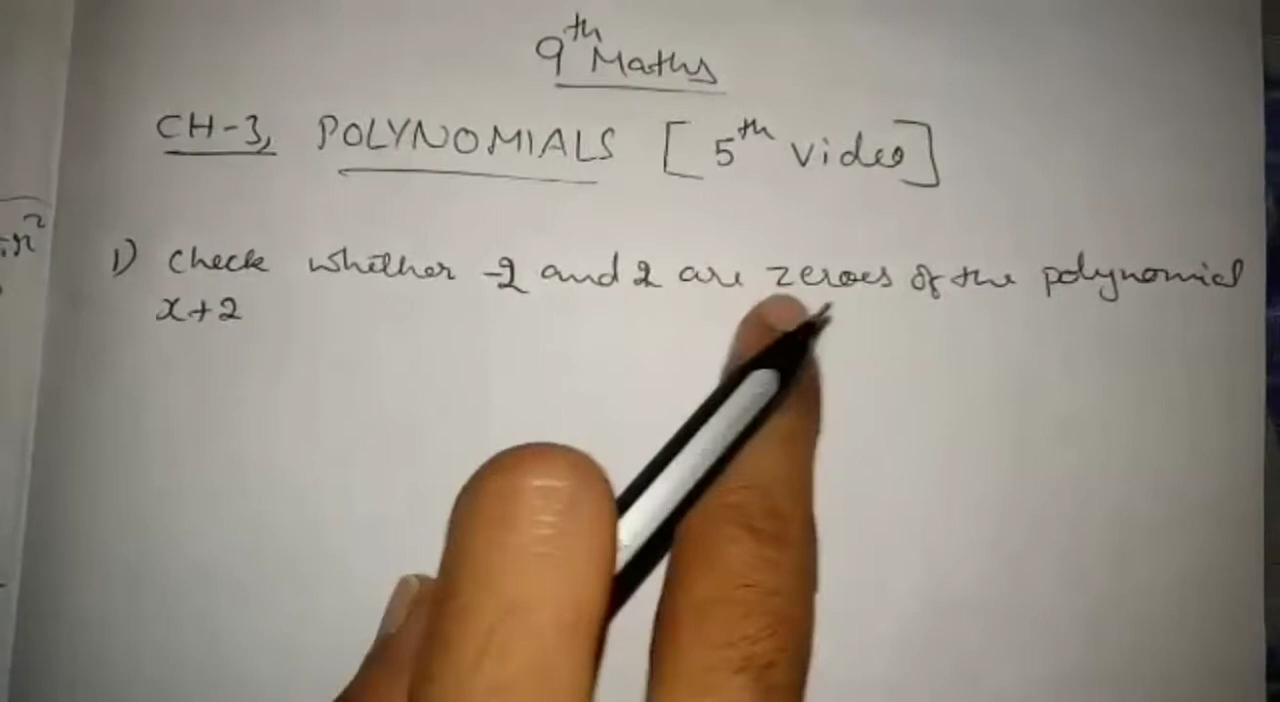 9th Maths
CH-3, POLYNOMIALS [5th Video]
1) Check whether -2 and 2 are zeroes of the polynomial
x+2